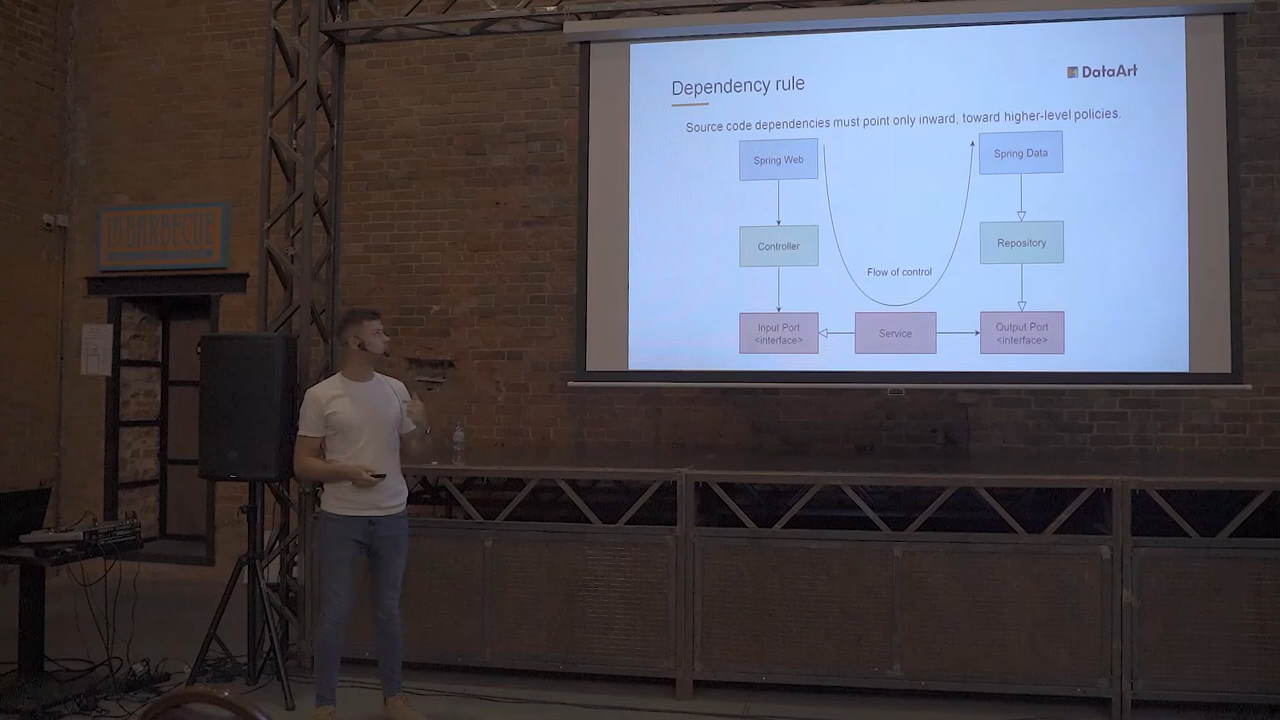 Dependency rule
DataArt
Source code dependencies must point only inward, toward higher-level policies.
Spring Web
Spring Data
Controller
Repository
Flow of control
Input Port
<interface>
Service
Output Port
<interface>
BARBECUE